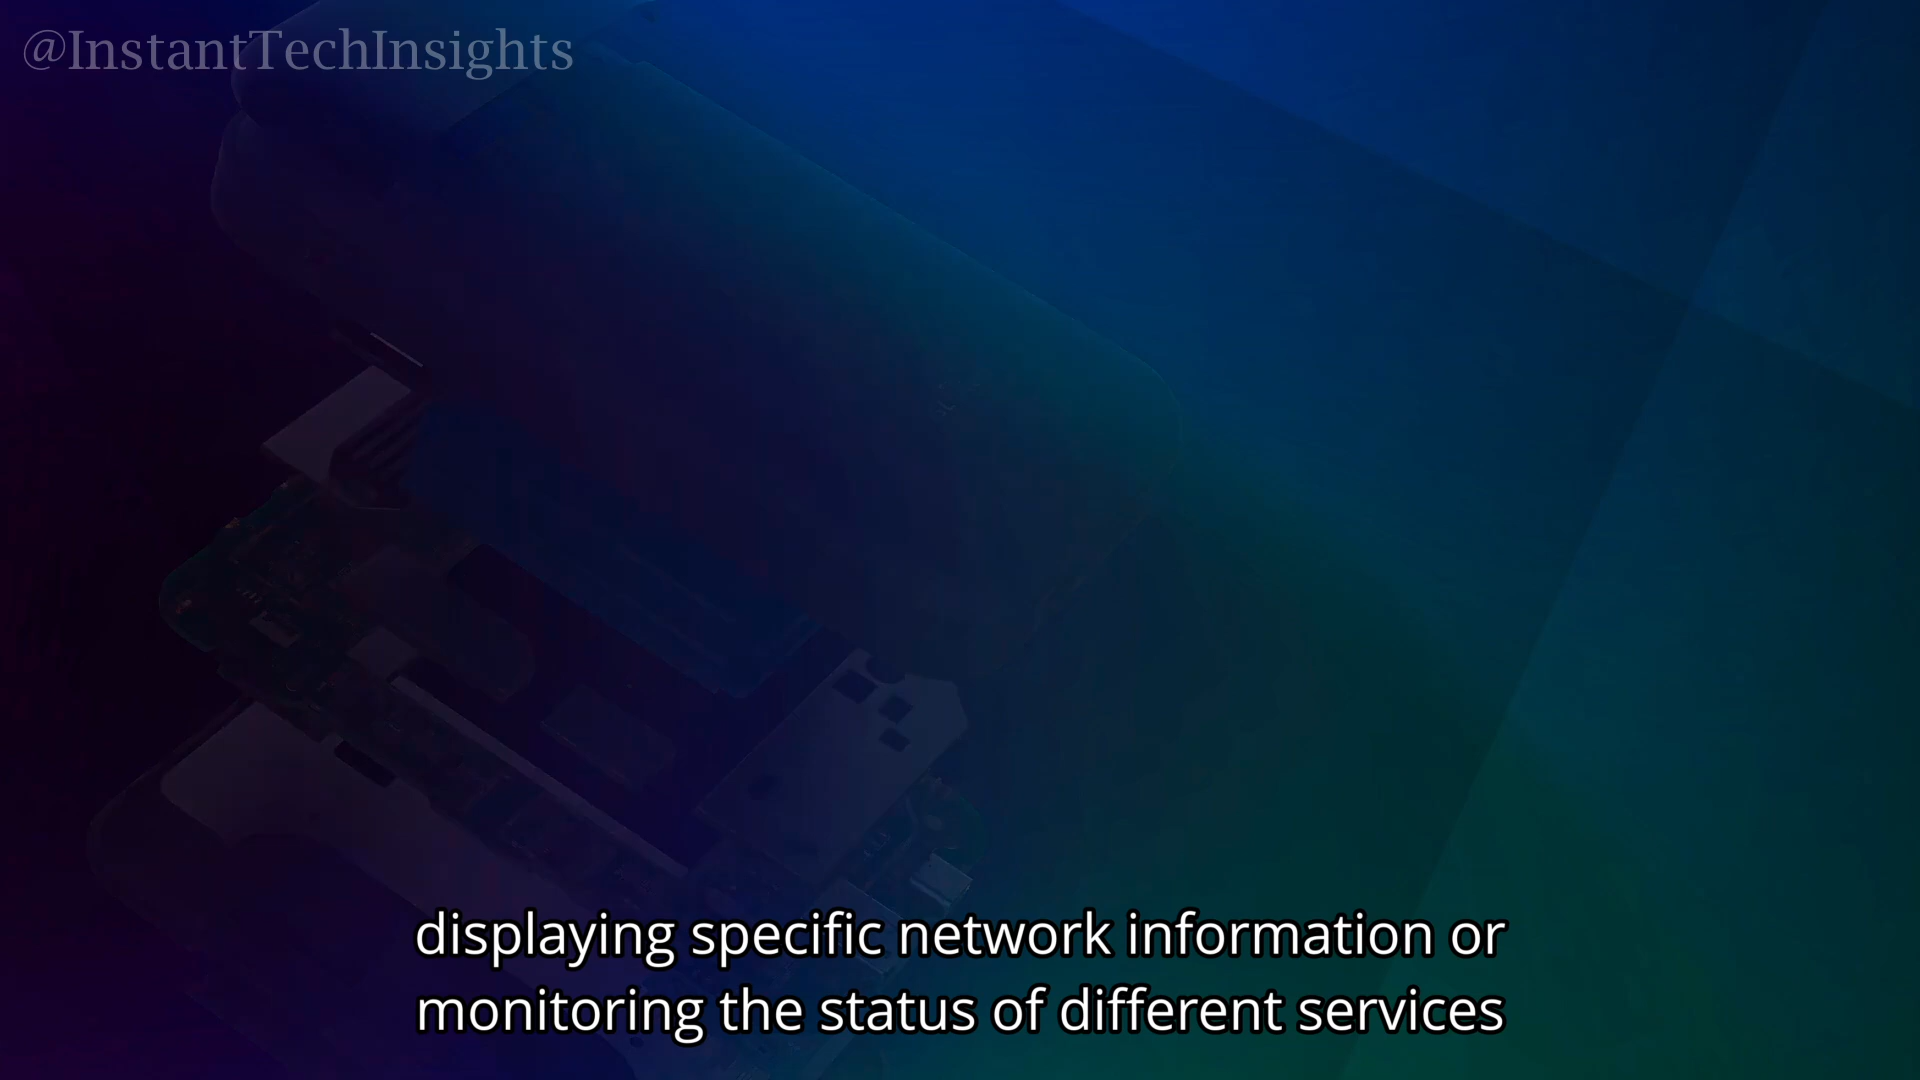 @InstantTechInsights
displaying specific network information or
monitoring the status of different services